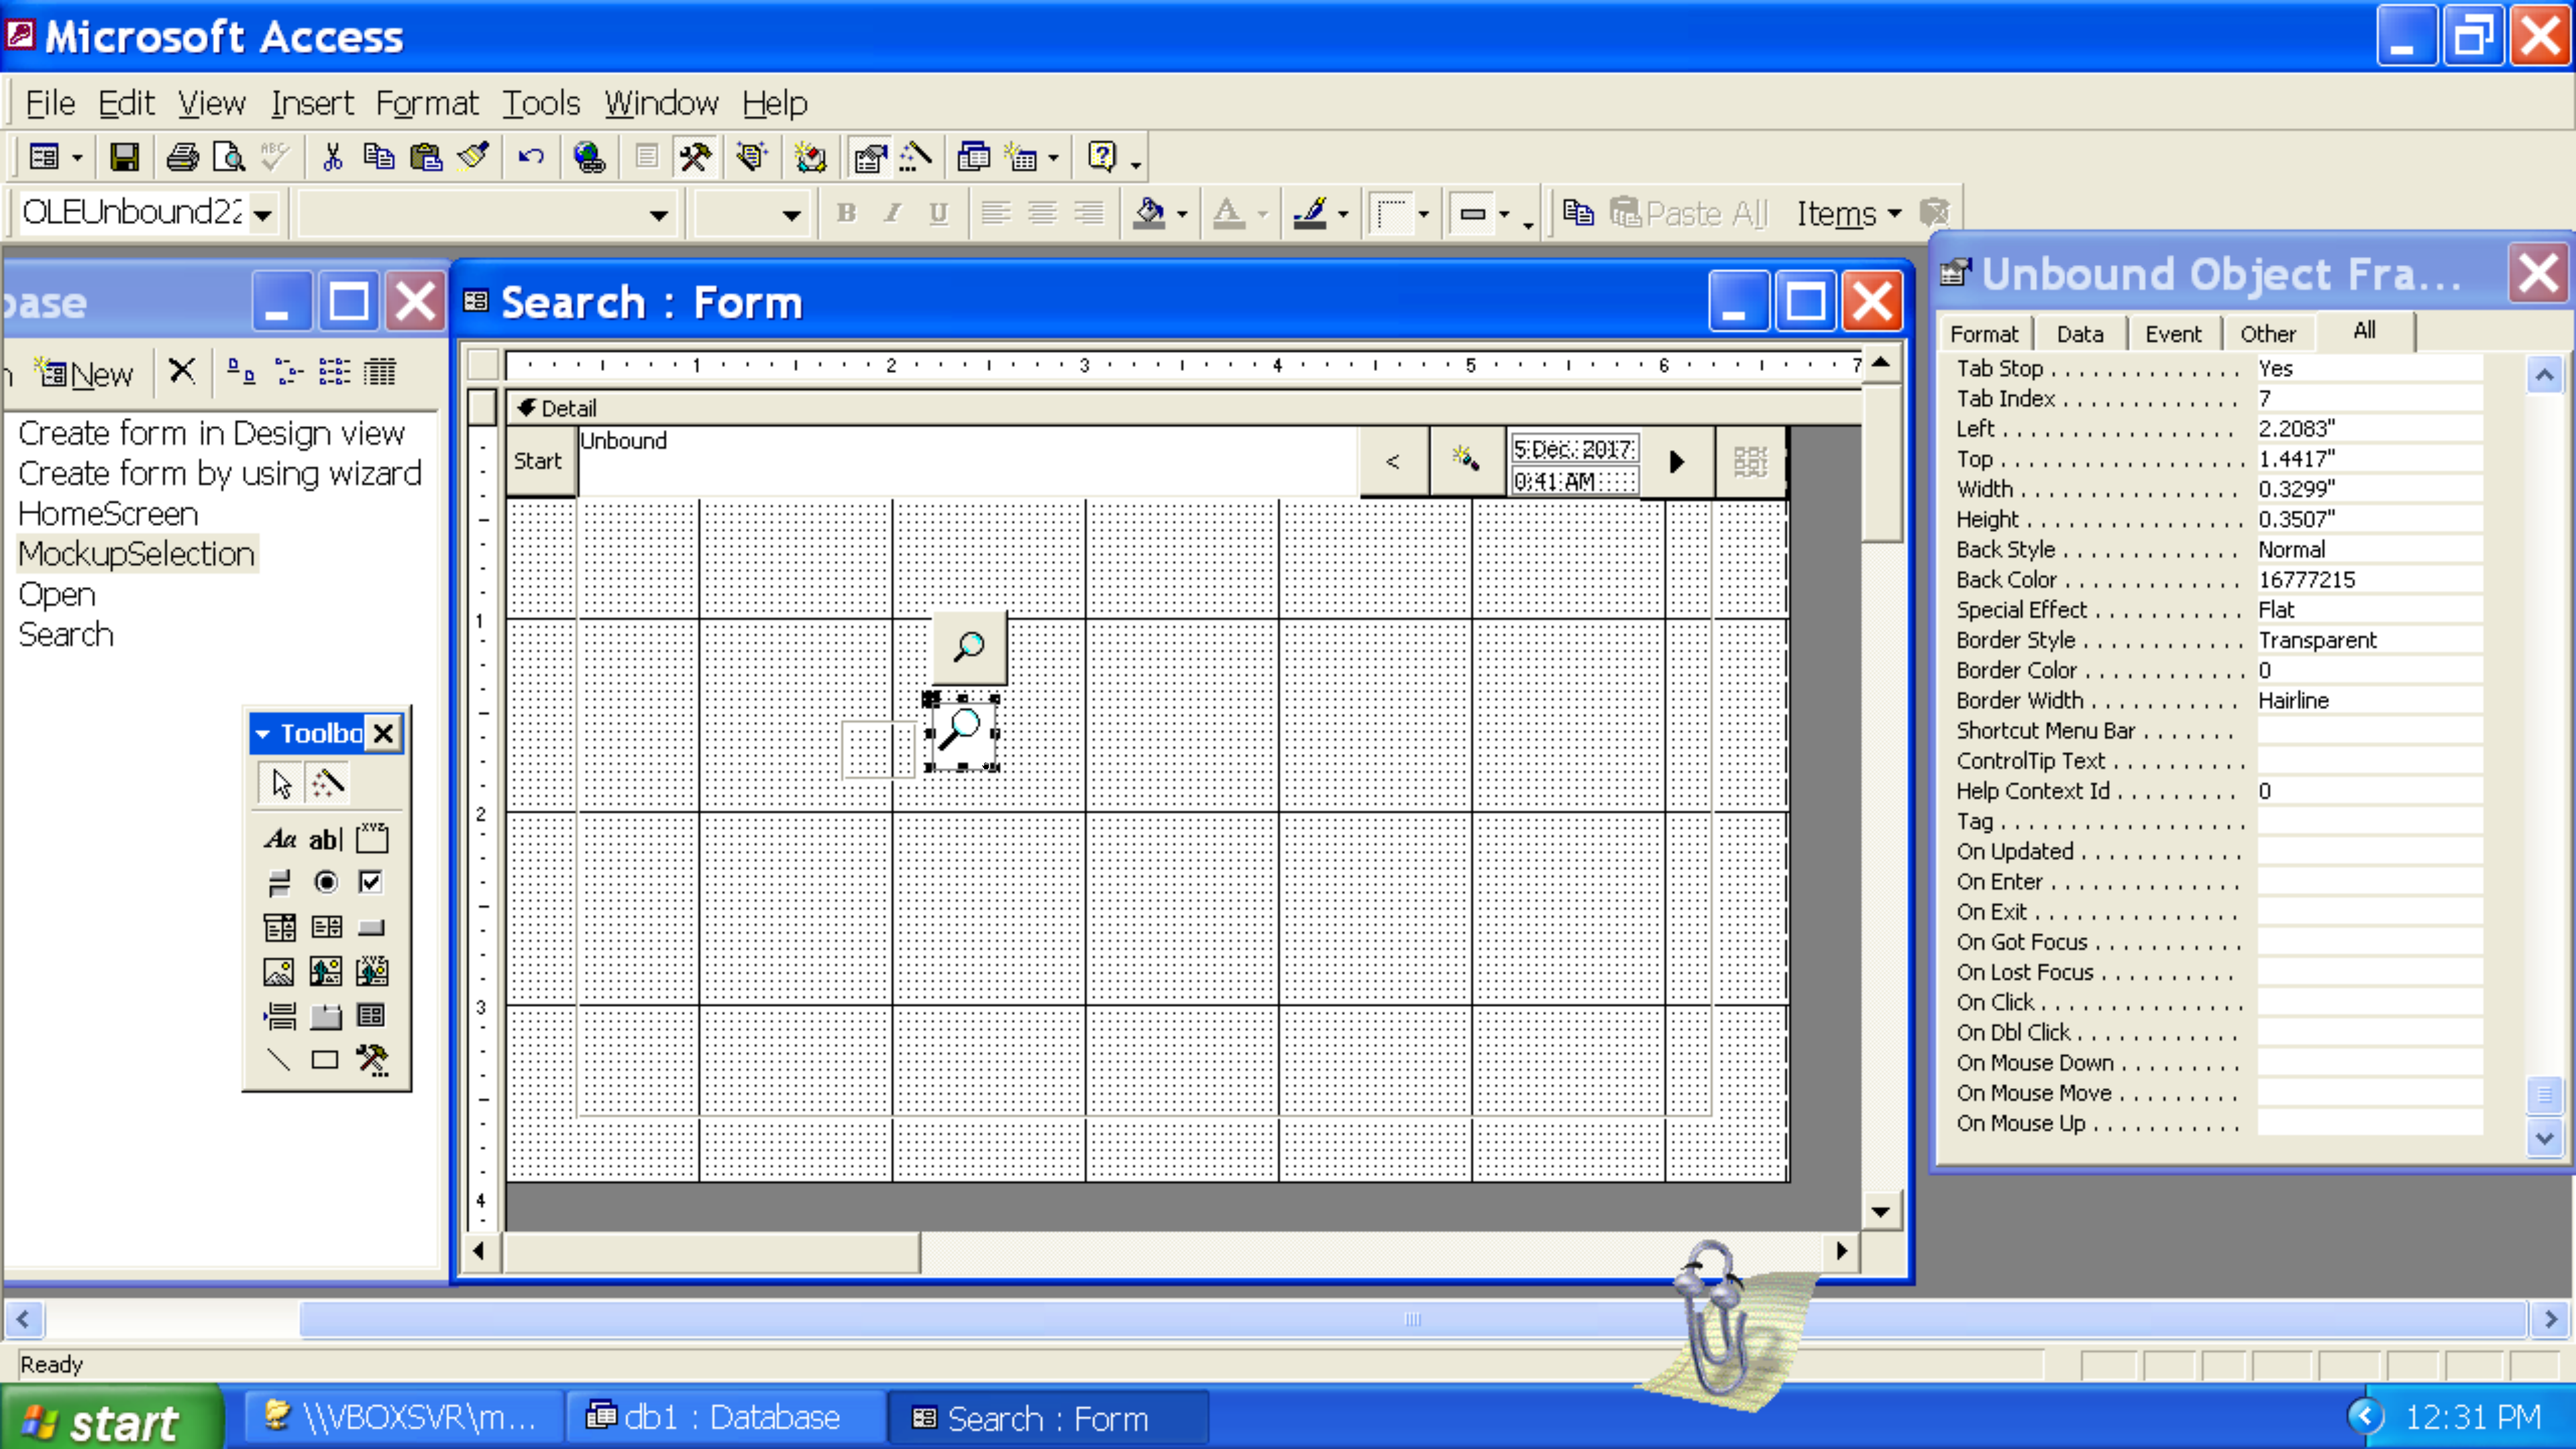 Microsoft Access
File Edit View Insert Format Tools Window Help
ABC
OLEUnbound22
B I U A Paste All Items
base
New
Create form in Design view
Create form by using wizard
HomeScreen
MockupSelection
Open
Search
Toolbo
Aa ab| XYZ
XYZ
Search : Form
1 2 3 4 5 6 7
Detail
Start
Unbound
<
5 Dec. 2017
0:41 AM
1
2
3
4
Unbound Object Fra...
Format Data Event Other All
Tab Stop . . . . . . . . . . . . . . Yes
Tab Index . . . . . . . . . . . . . 7
Left . . . . . . . . . . . . . . . . . . 2.2083"
Top . . . . . . . . . . . . . . . . . . 1.4417"
Width . . . . . . . . . . . . . . . . 0.3299"
Height . . . . . . . . . . . . . . . 0.3507"
Back Style . . . . . . . . . . . . . Normal
Back Color . . . . . . . . . . . . . 16777215
Special Effect . . . . . . . . . . . Flat
Border Style . . . . . . . . . . . . Transparent
Border Color . . . . . . . . . . . . 0
Border Width . . . . . . . . . . . Hairline
Shortcut Menu Bar . . . . . . .
ControlTip Text . . . . . . . . . .
Help Context Id . . . . . . . . . 0
Tag . . . . . . . . . . . . . . . . . .
On Updated . . . . . . . . . . . .
On Enter . . . . . . . . . . . . . .
On Exit . . . . . . . . . . . . . . .
On Got Focus . . . . . . . . . . .
On Lost Focus . . . . . . . . . .
On Click . . . . . . . . . . . . . . .
On Dbl Click . . . . . . . . . . . .
On Mouse Down . . . . . . . . .
On Mouse Move . . . . . . . . .
On Mouse Up . . . . . . . . . . .
Ready
start
\\VBOXSVR\m...
db1 : Database
Search : Form
12:31 PM